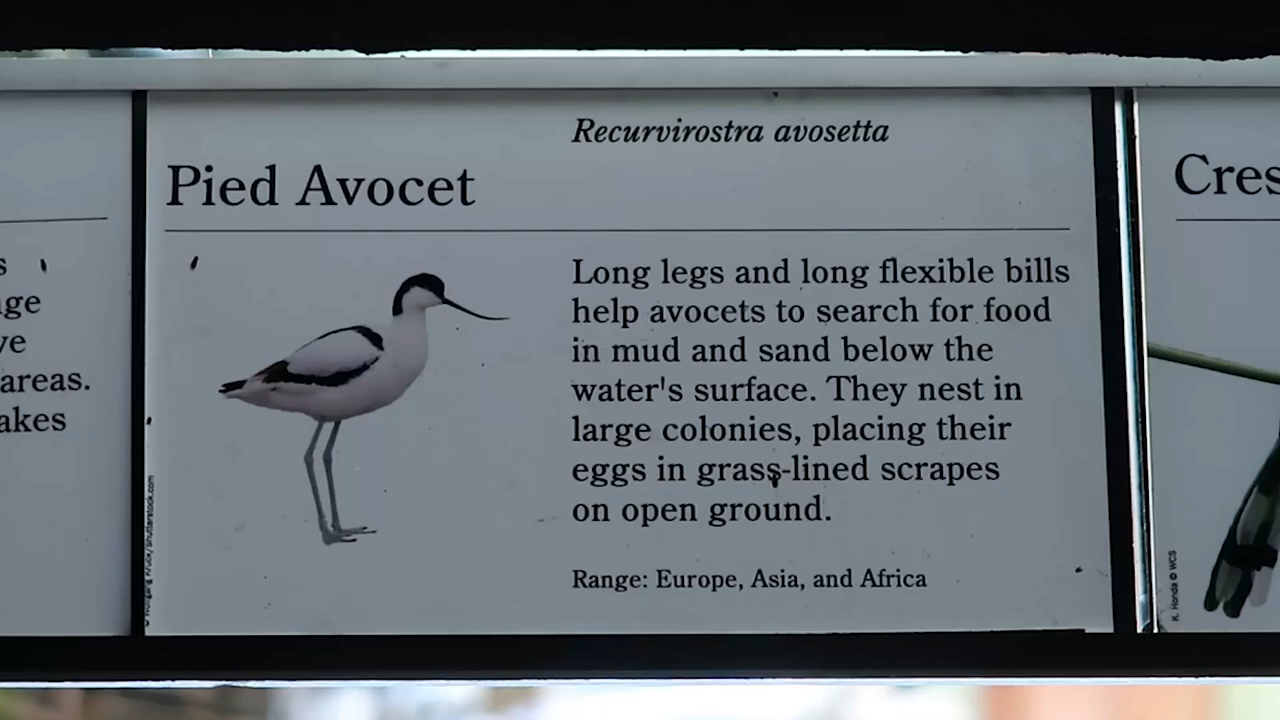 Recurvirostra avosetta
Pied Avocet
Long legs and long flexible bills
help avocets to search for food
in mud and sand below the
water's surface. They nest in
large colonies, placing their
eggs in grass-lined scrapes
on open ground.
Range: Europe, Asia, and Africa
areas.
Cres
K. Honda © WCS